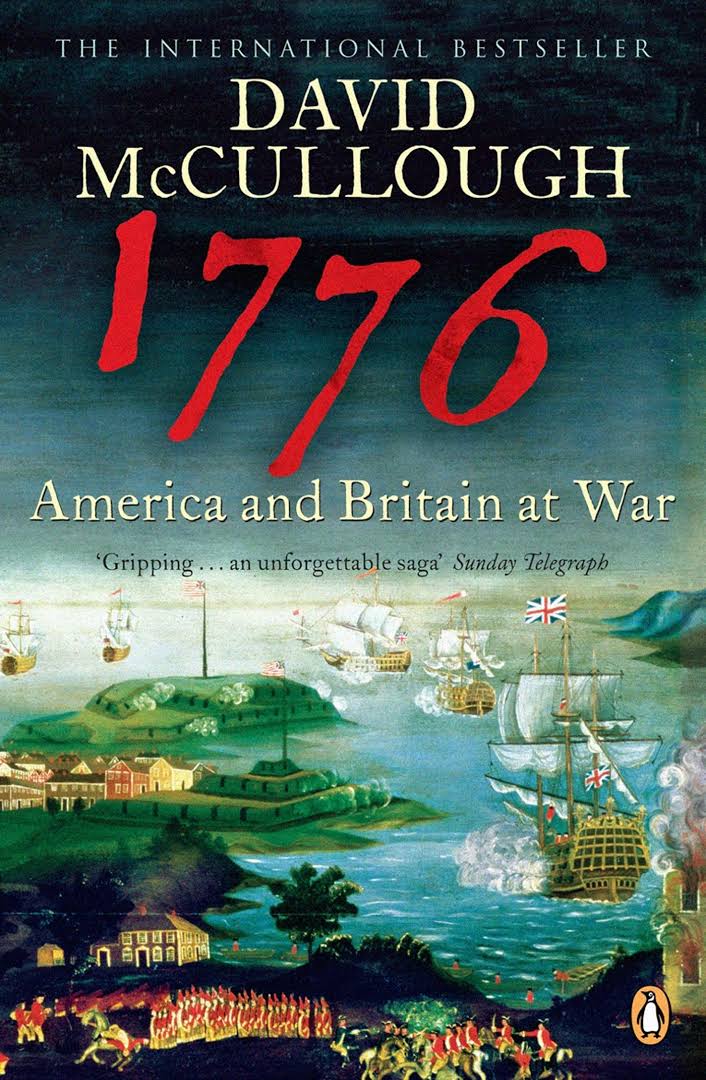 THE INTERNATIONAL BESTSELLER
DAVID
McCULLOUGH
1776
America and Britain at War
‘Gripping . . . an unforgettable saga’ Sunday Telegraph